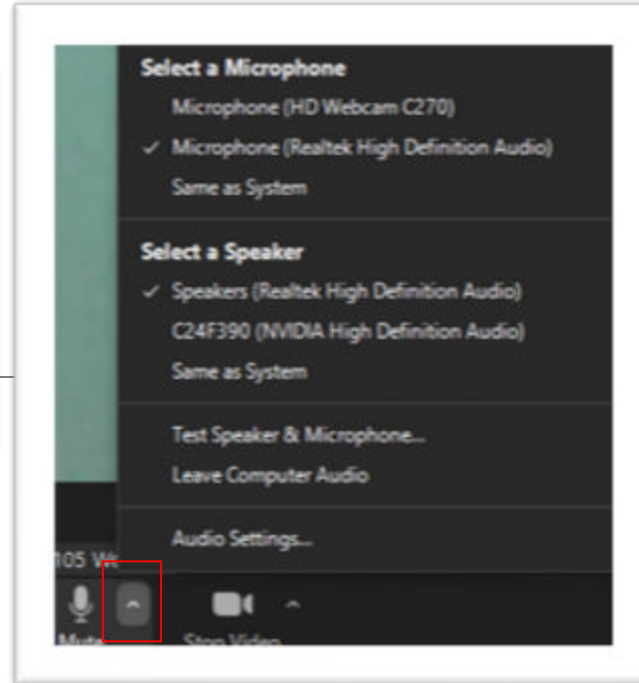 Select a Microphone
Microphone (HD Webcam C270)
✓ Microphone (Realtek High Definition Audio)
Same as System
Select a Speaker
✓ Speakers (Realtek High Definition Audio)
C24F390 (NVIDIA High Definition Audio)
Same as System
Test Speaker & Microphone...
Leave Computer Audio
Audio Settings...
105
Mute
Stop Video